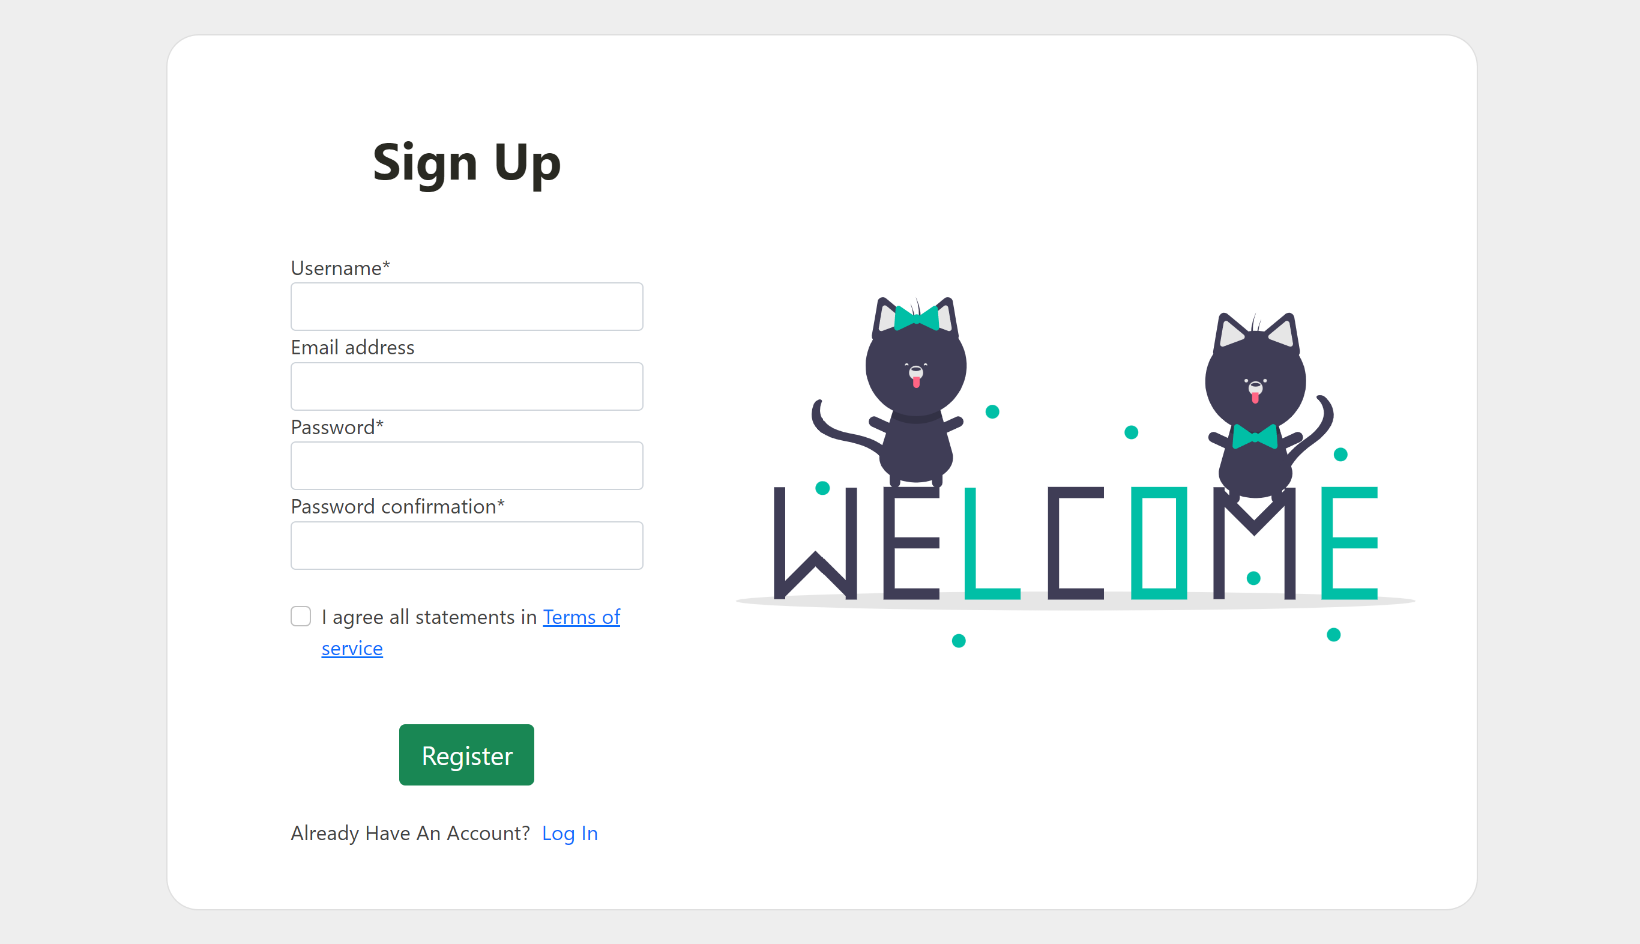 Sign Up
Username*
Email address
Password*
Password confirmation*
I agree all statements in Terms of
service
Register
Already Have An Account? Log In
WELCOME